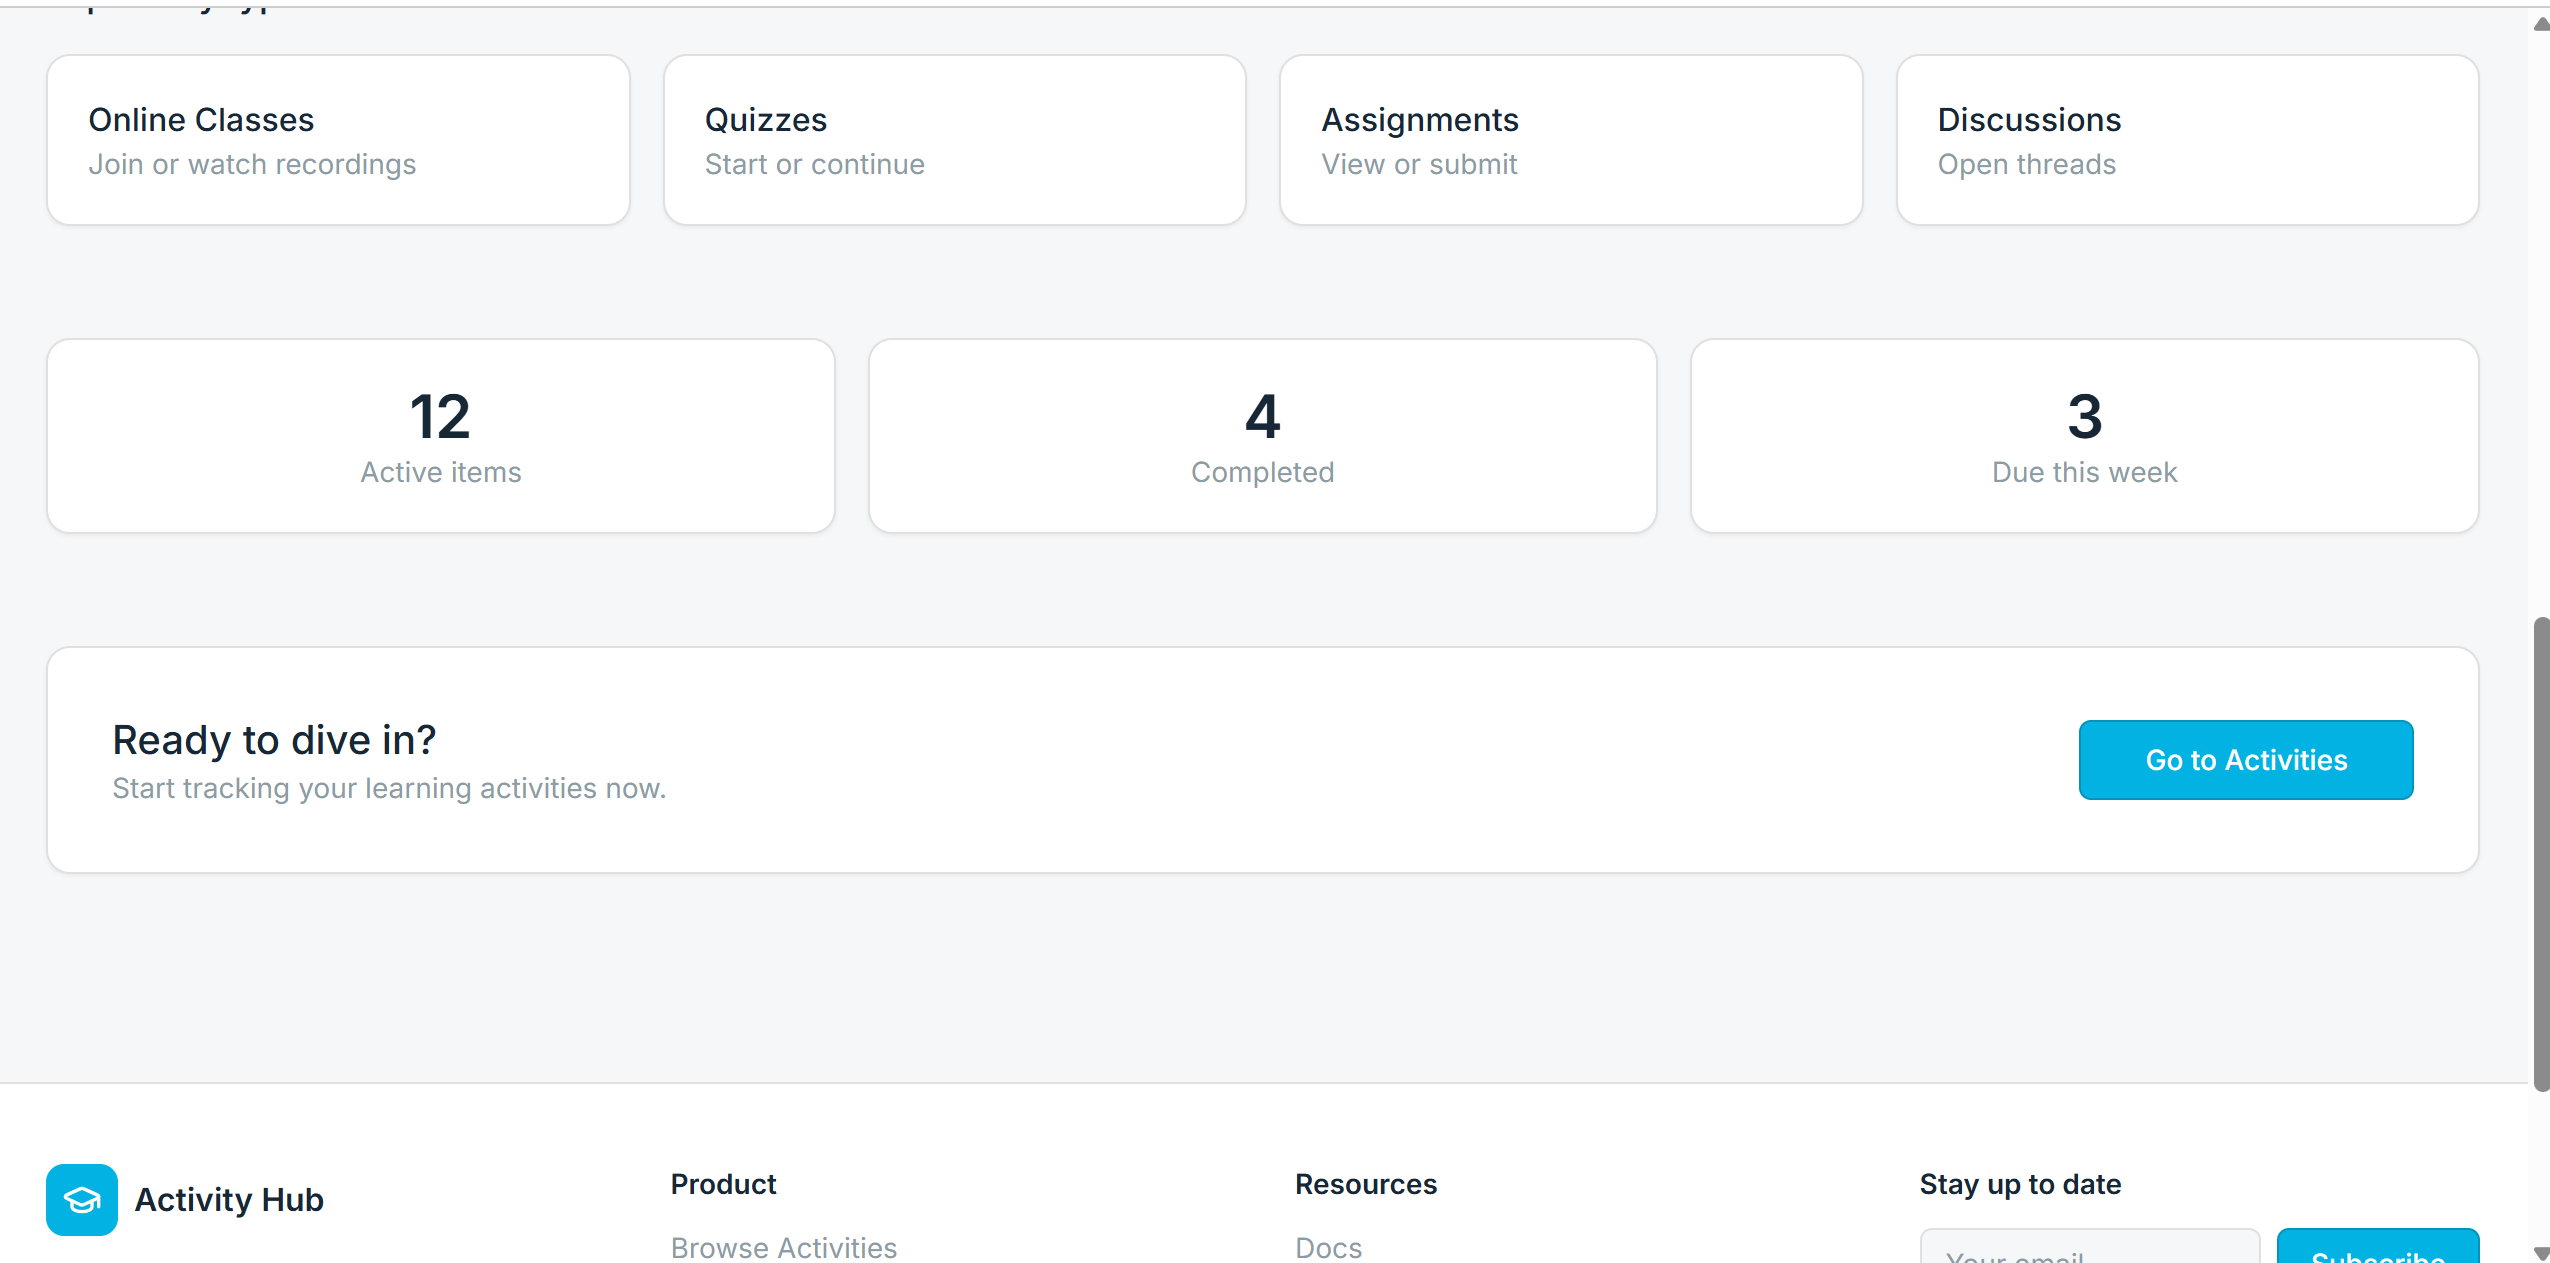 Online Classes
Join or watch recordings
Quizzes
Start or continue
Assignments
View or submit
Discussions
Open threads
12
Active items
4
Completed
3
Due this week
Ready to dive in?
Start tracking your learning activities now.
Go to Activities
Activity Hub
Product
Browse Activities
Resources
Docs
Stay up to date
Your email
Subscribe